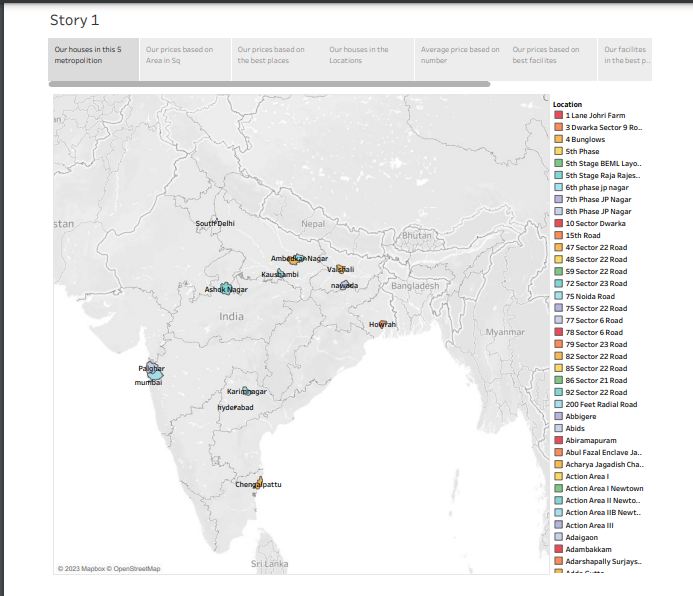 Story 1
Our houses in this 5
metropolition
Our prices based on
Area in Sq
Our prices based on
the best places
Our houses in the
Locations
Average price based on
number
Our prices based on
best facilites
Our facilites
in the best p..
stan
South Delhi
Nepal
Bhutan
Ambedkar Nagar
Vaishali
Kaushambi
nawada
Bangladesh
Ashok Nagar
India
Howrah
Myanmar
Palghar
mumbai
Karimnagar
hyderabad
Chengalpattu
Sri Lanka
© 2023 Mapbox © OpenStreetMap
Location
1 Lane Johri Farm
3 Dwarka Sector 9 Ro..
4 Bunglows
5th Phase
5th Stage BEML Layo..
5th Stage Raja Rajes..
6th phase jp nagar
7th Phase JP Nagar
8th Phase JP Nagar
10 Sector Dwarka
15th Road
47 Sector 22 Road
48 Sector 22 Road
59 Sector 22 Road
72 Sector 23 Road
75 Noida Road
75 Sector 22 Road
77 Sector 6 Road
78 Sector 6 Road
79 Sector 23 Road
82 Sector 22 Road
85 Sector 22 Road
86 Sector 21 Road
92 Sector 22 Road
200 Feet Radial Road
Abbigere
Abids
Abiramapuram
Abul Fazal Enclave Ja..
Acharya Jagadish Cha..
Action Area I
Action Area I Newtown
Action Area II Newto..
Action Area IIB Newt..
Action Area III
Adaigaon
Adambakkam
Adarshapally Surjays..